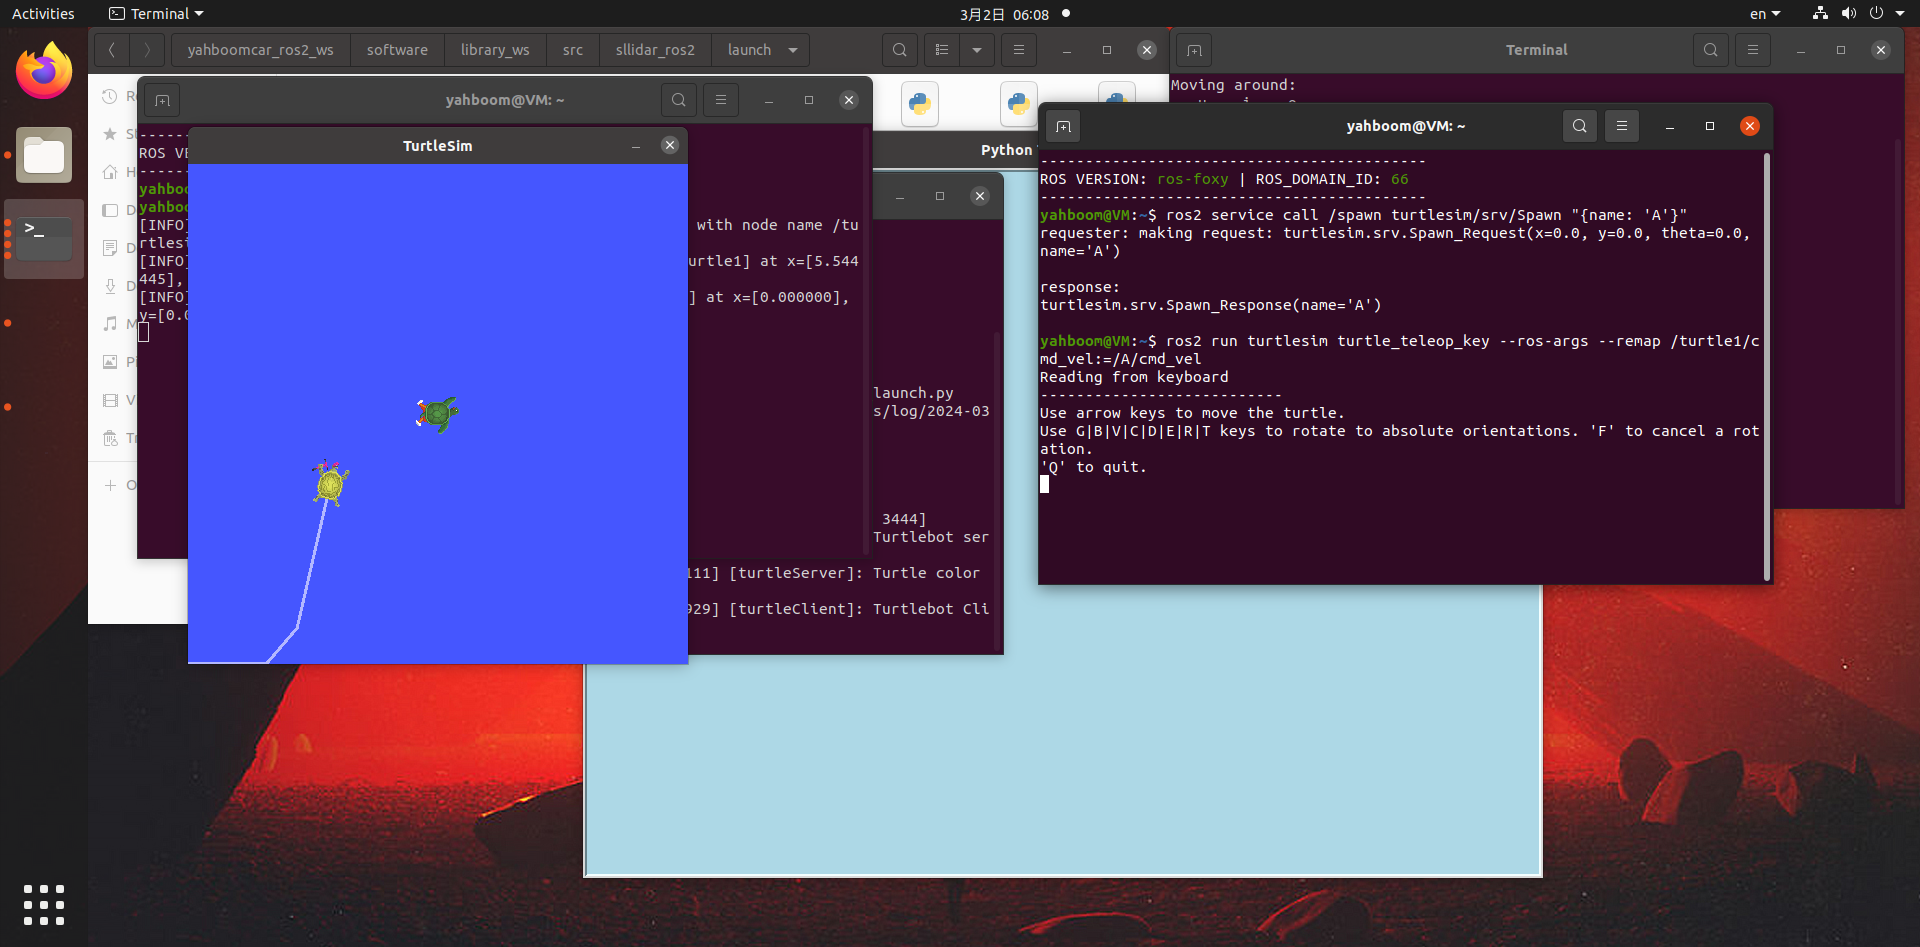 Activities
Terminal
3月2日 06:08
en
yahboomcar_ros2_ws
software
library_ws
src
sllidar_ros2
launch
Terminal
Moving around:
yahboom@VM: ~
ROS VE
yahboo
yahboo
[INFO]
with node name /tu
rtlesi
[INFO]
urtle1] at x=[5.544
445],
[INFO]
] at x=[0.000000],
y=[0.0
TurtleSim
Python
launch.py
s/log/2024-03
3444]
Turtlebot ser
111] [turtleServer]: Turtle color
929] [turtleClient]: Turtlebot Cli
yahboom@VM: ~
--------------------------------------------
ROS VERSION: ros-foxy | ROS_DOMAIN_ID: 66
--------------------------------------------
yahboom@VM:~$ ros2 service call /spawn turtlesim/srv/Spawn "{name: 'A'}"
requester: making request: turtlesim.srv.Spawn_Request(x=0.0, y=0.0, theta=0.0,
name='A')
response:
turtlesim.srv.Spawn_Response(name='A')
yahboom@VM:~$ ros2 run turtlesim turtle_teleop_key --ros-args --remap /turtle1/c
md_vel:=/A/cmd_vel
Reading from keyboard
---------------------------
Use arrow keys to move the turtle.
Use G|B|V|C|D|E|R|T keys to rotate to absolute orientations. 'F' to cancel a rot
ation.
'Q' to quit.